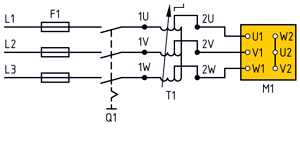 L1 F1 1U 2U
U1 W2
L2 1V 2V
V1 U2
L3 1W 2W
W1 V2
T1 M1
Q1